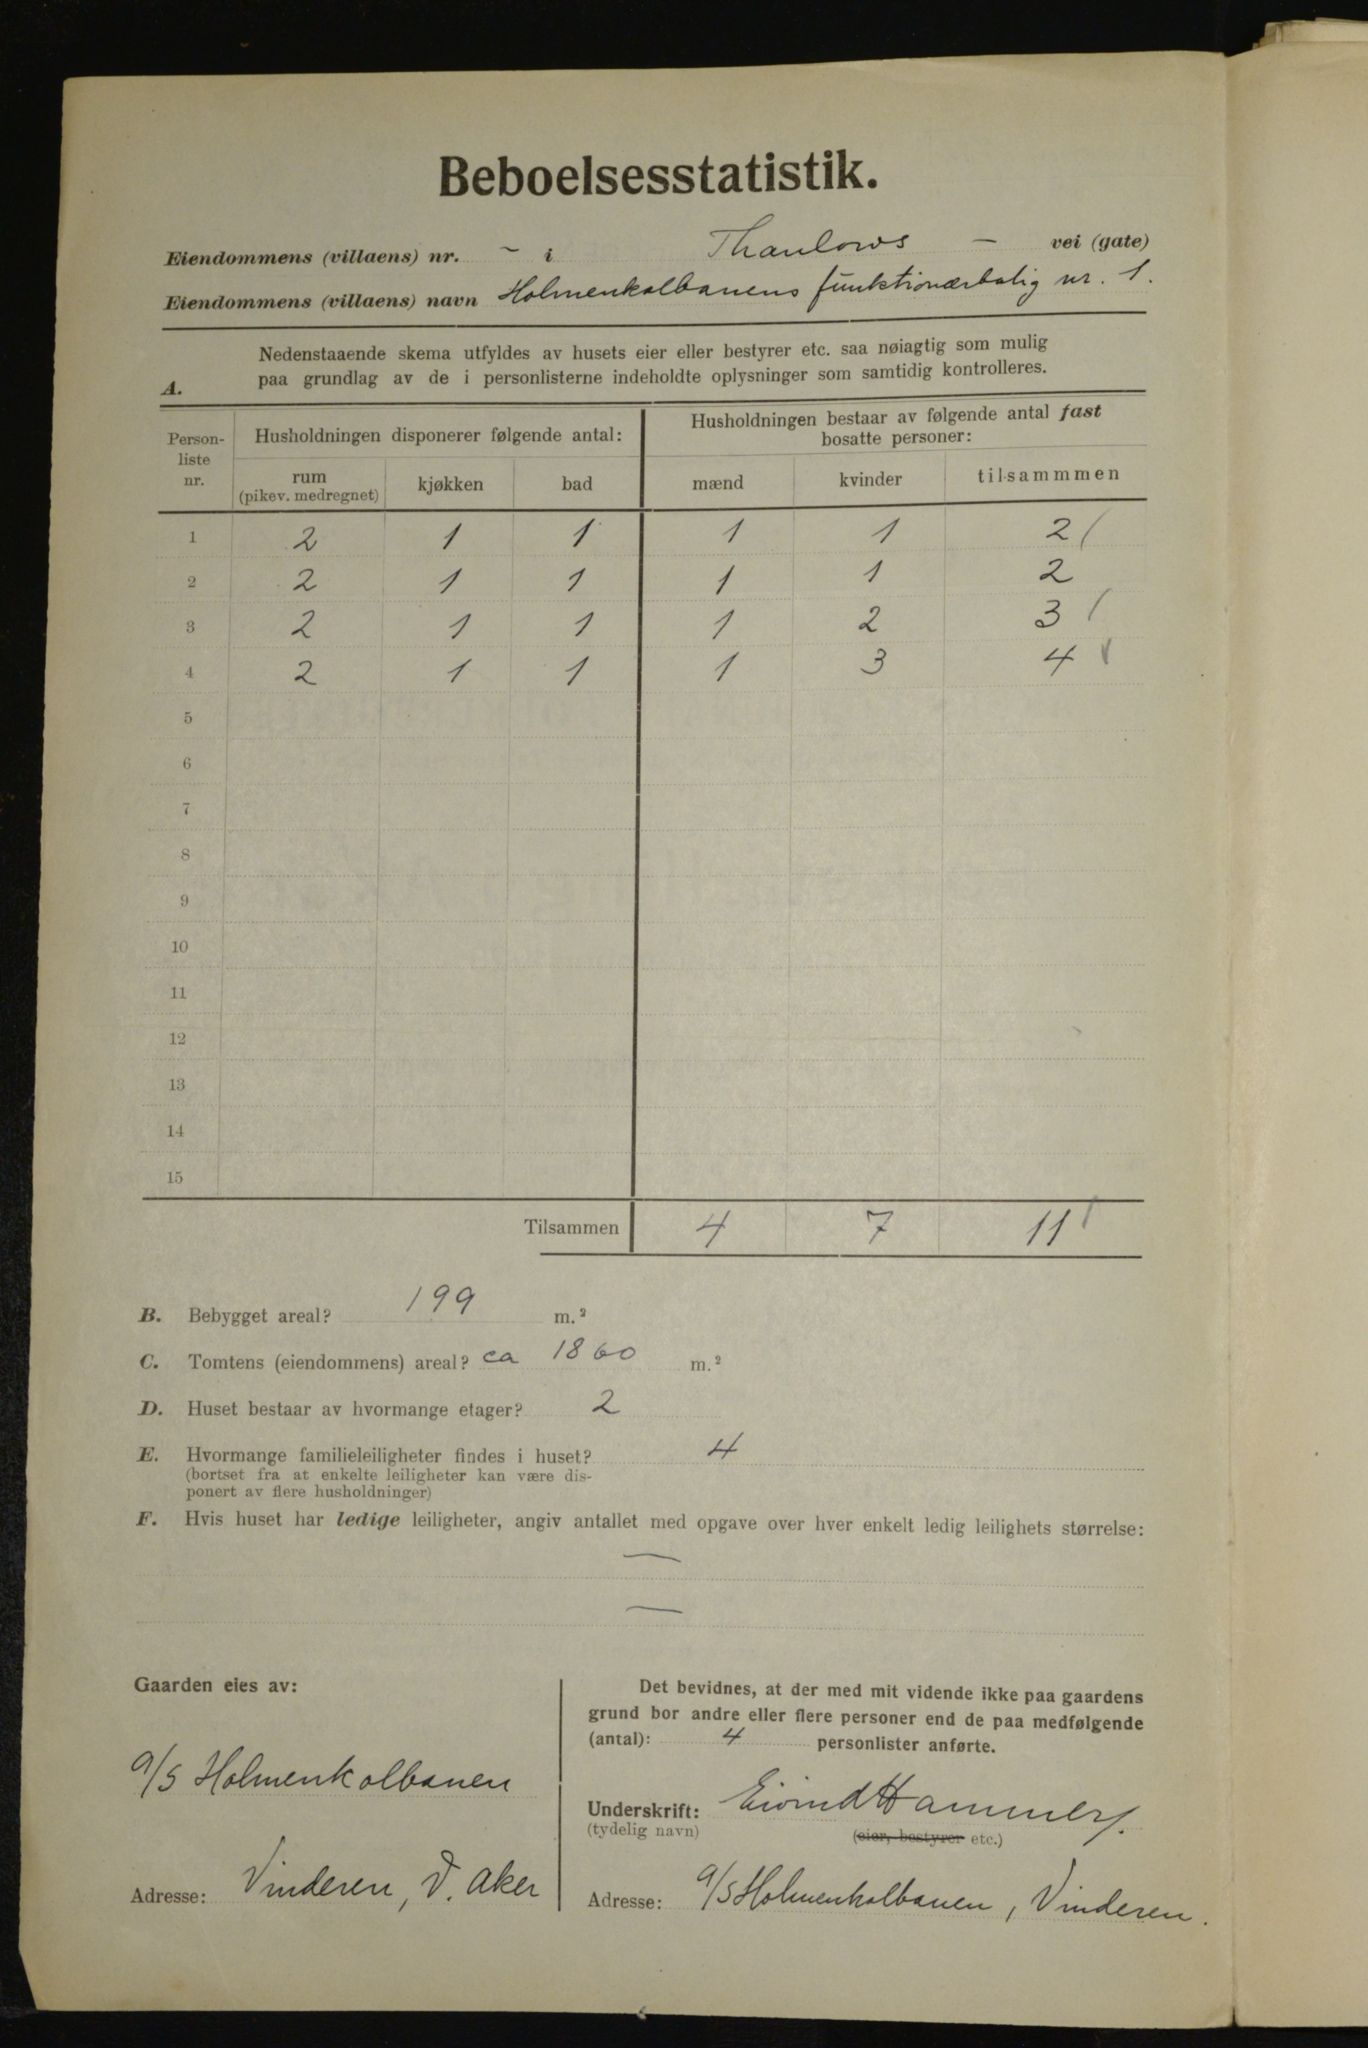 Beboelsesstatistik.
Eiendommens (villaens) nr. - i Thaulows - vei (gate)
Eiendommens (villaens) navn Holmenkolbanens funktionærbolig nr. 1.
A. Nedenstaaende skema utfyldes av husets eier eller bestyrer etc. saa nøiagtig som mulig
paa grundlag av de i personlisterne indeholdte oplysninger som samtidig kontrolleres.
Person-
liste
nr.
Husholdningen disponerer følgende antal:
Husholdningen bestaar av følgende antal fast
bosatte personer:
rum
(pikev. medregnet)
kjøkken
bad
mænd
kvinder
tilsammmen
1 2 1 1 1 1 2
2 2 1 1 1 1 2
3 2 1 1 1 2 3
4 2 1 1 1 3 4
5
6
7
8
9
10
11
12
13
14
15
Tilsammen 4 7 11
B. Bebygget areal? 199 m.²
C. Tomtens (eiendommens) areal? ca 1860 m.²
D. Huset bestaar av hvormange etager? 2
E. Hvormange familieleiligheter findes i huset? 4
(bortset fra at enkelte leiligheter kan være dis-
ponert av flere husholdninger)
F. Hvis huset har ledige leiligheter, angiv antallet med opgave over hver enkelt ledig leilighets størrelse:
—
—
Gaarden eies av:
a/s Holmenkolbanen
Adresse: Vinderen, V. Aker
Det bevidnes, at der med mit vidende ikke paa gaardens
grund bor andre eller flere personer end de paa medfølgende
(antal): 4 personlister anførte.
Underskrift: Eivind Hammer.
(tydelig navn) (eier, bestyrer etc.)
Adresse: a/s Holmenkolbanen, Vinderen.